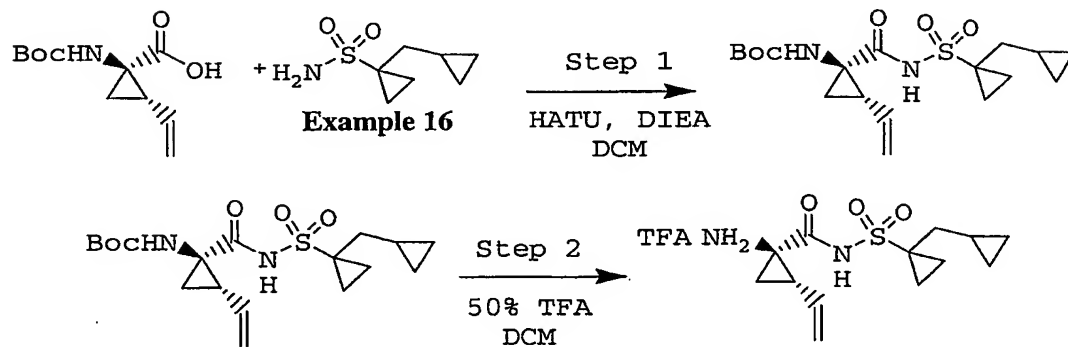 BocHN O OH + H2N O O S Step 1 BocHN O N H O O S
Example 16 HATU, DIEA
DCM
BocHN O N H O O S Step 2 TFA NH2 O N H O O S
50% TFA
DCM